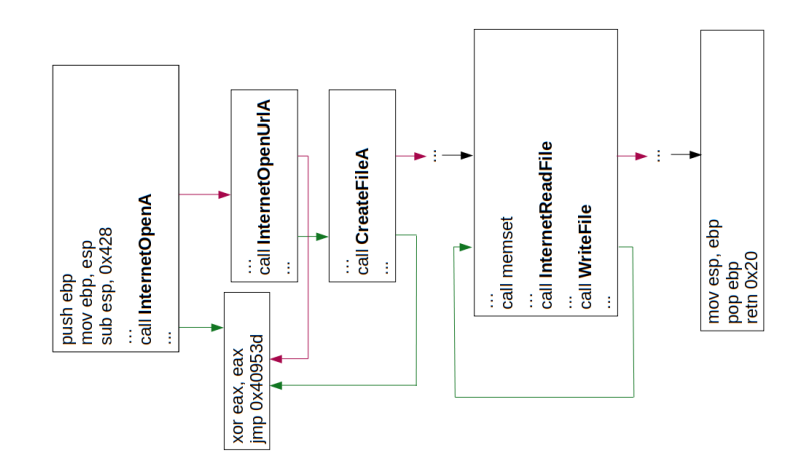 push ebp
mov ebp, esp
sub esp, 0x428
...
call InternetOpenA
...
xor eax, eax
jmp 0x40953d
...
call InternetOpenUrlA
...
...
call CreateFileA
...
...
...
call memset
...
call InternetReadFile
...
call WriteFile
...
...
mov esp, ebp
pop ebp
retn 0x20